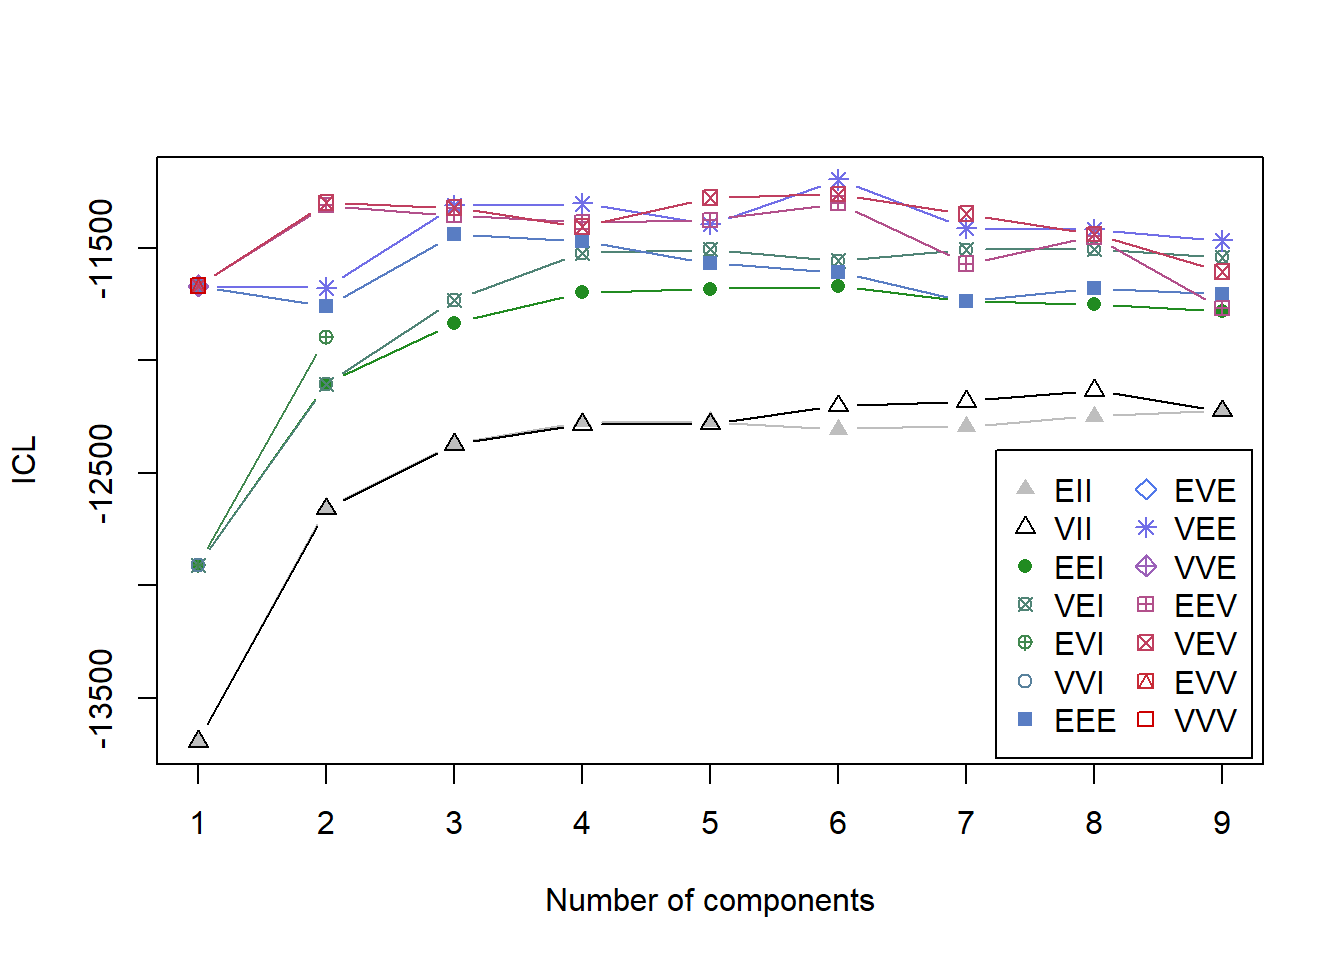 ICL
-11500
-12500
-13500
1 2 3 4 5 6 7 8 9
Number of components
EII EVE
VII VEE
EEI VVE
VEI EEV
EVI VEV
VVI EVV
EEE VVV